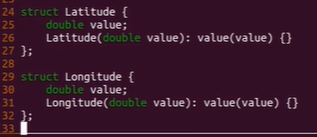 24 struct Latitude {
25     double value;
26     Latitude(double value): value(value) {}
27 };
28
29 struct Longitude {
30     double value;
31     Longitude(double value): value(value) {}
32 };
33